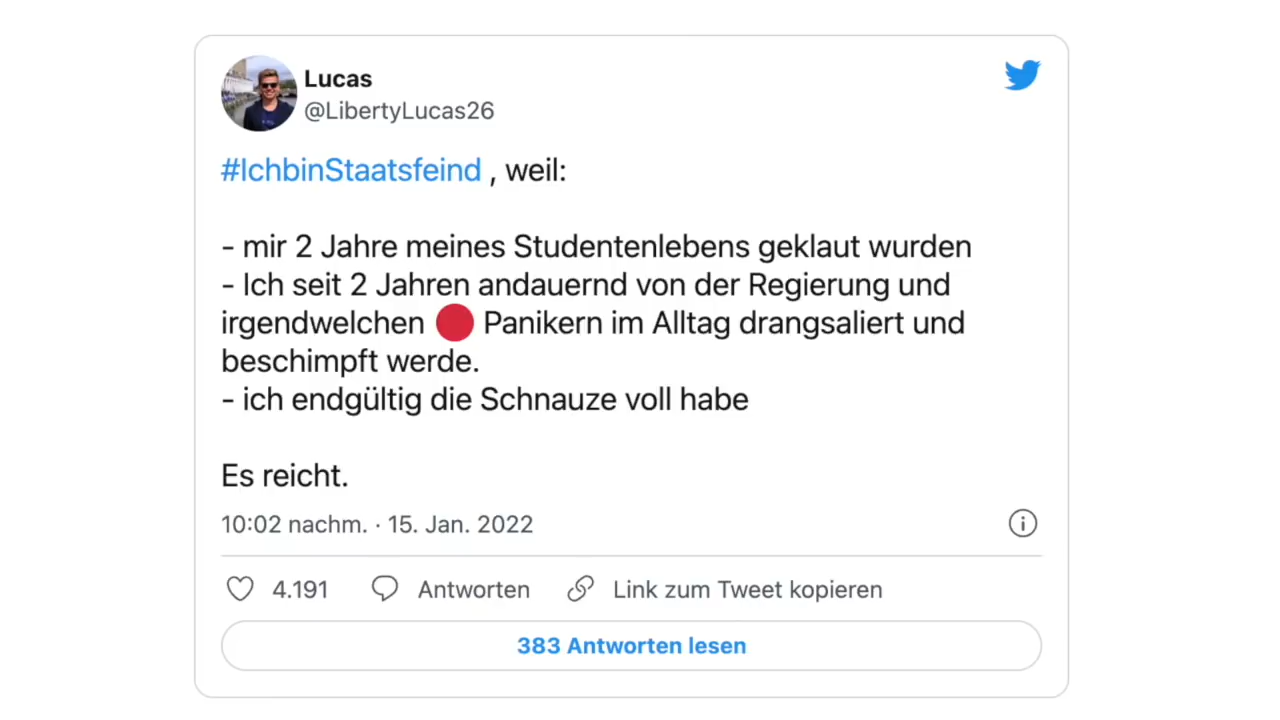 Lucas
@LibertyLucas26
#IchbinStaatsfeind , weil:
- mir 2 Jahre meines Studentenlebens geklaut wurden
- Ich seit 2 Jahren andauernd von der Regierung und
irgendwelchen 🔴 Panikern im Alltag drangsaliert und
beschimpft werde.
- ich endgültig die Schnauze voll habe
Es reicht.
10:02 nachm. · 15. Jan. 2022
4.191 Antworten Link zum Tweet kopieren
383 Antworten lesen